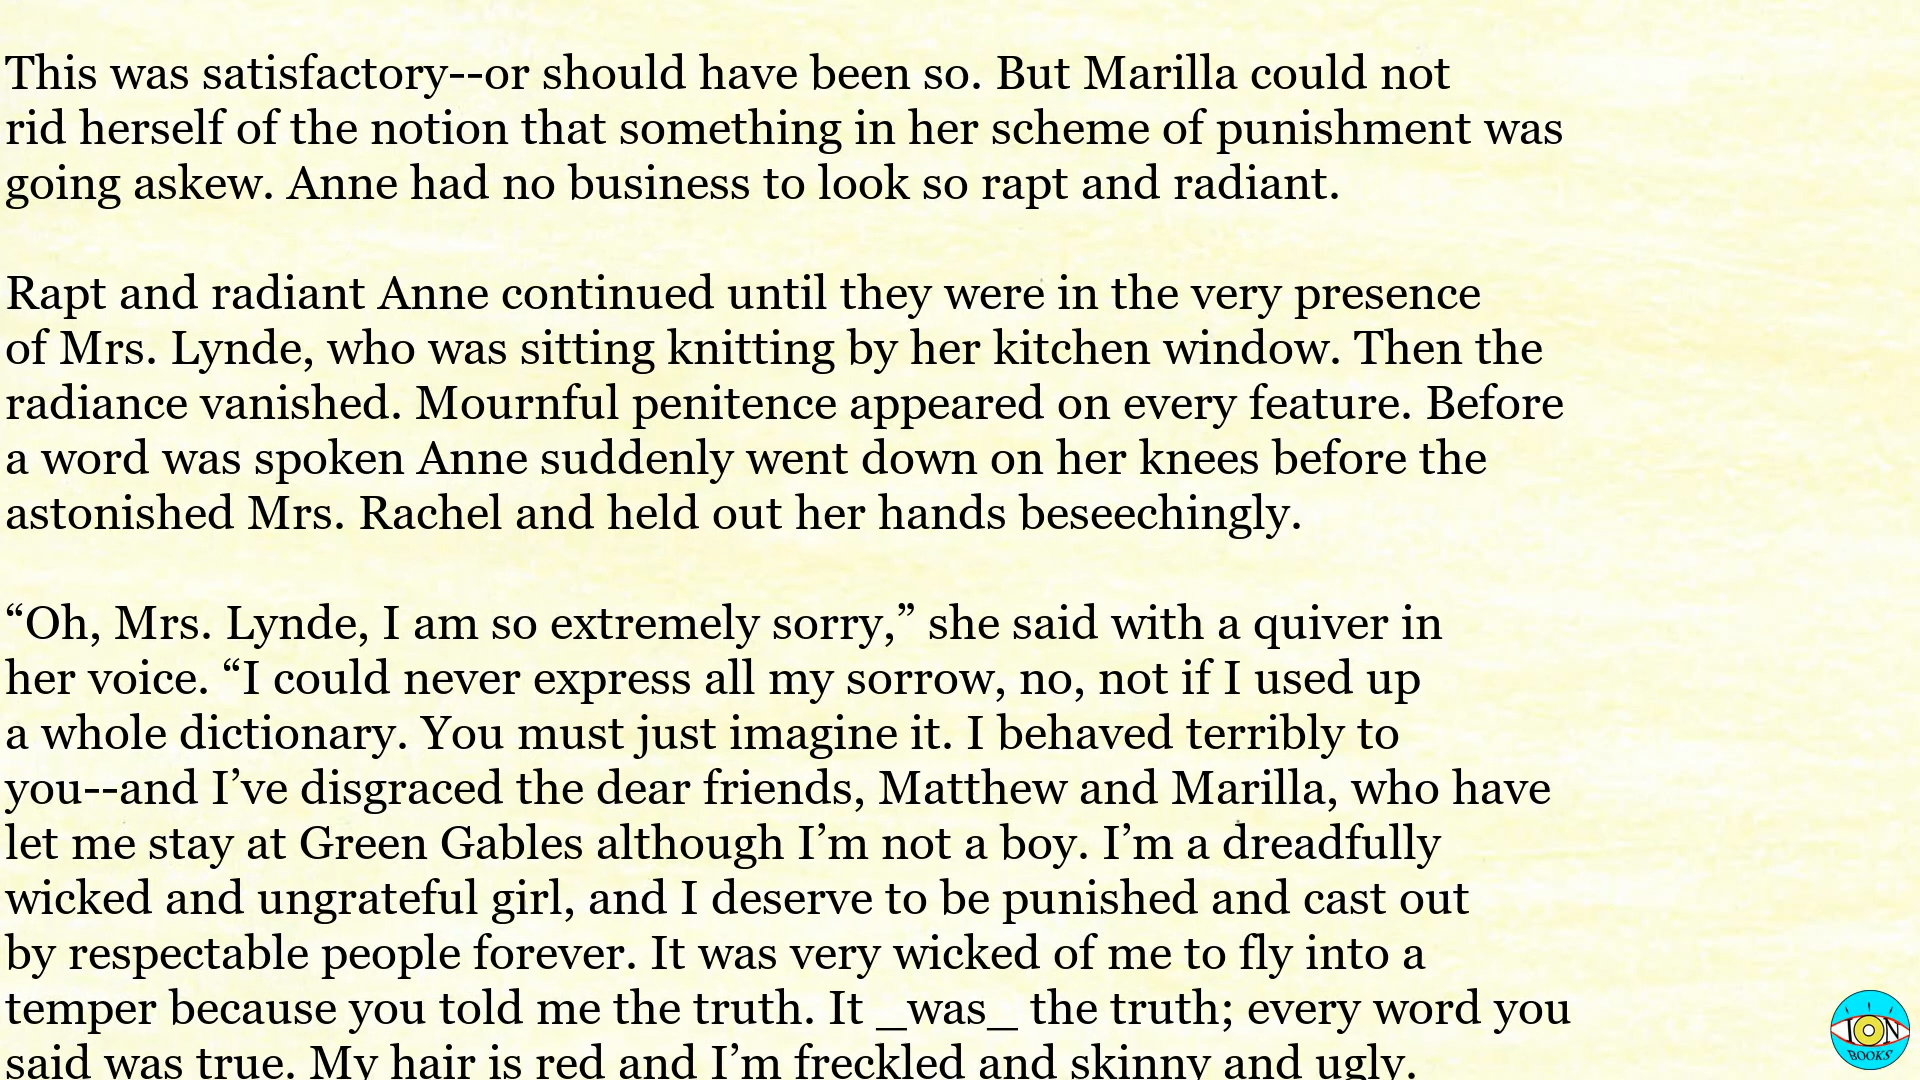 This was satisfactory--or should have been so. But Marilla could not
rid herself of the notion that something in her scheme of punishment was
going askew. Anne had no business to look so rapt and radiant.
Rapt and radiant Anne continued until they were in the very presence
of Mrs. Lynde, who was sitting knitting by her kitchen window. Then the
radiance vanished. Mournful penitence appeared on every feature. Before
a word was spoken Anne suddenly went down on her knees before the
astonished Mrs. Rachel and held out her hands beseechingly.
“Oh, Mrs. Lynde, I am so extremely sorry,” she said with a quiver in
her voice. “I could never express all my sorrow, no, not if I used up
a whole dictionary. You must just imagine it. I behaved terribly to
you--and I’ve disgraced the dear friends, Matthew and Marilla, who have
let me stay at Green Gables although I’m not a boy. I’m a dreadfully
wicked and ungrateful girl, and I deserve to be punished and cast out
by respectable people forever. It was very wicked of me to fly into a
temper because you told me the truth. It _was_ the truth; every word you
said was true. My hair is red and I’m freckled and skinny and ugly.
ION
BOOKS